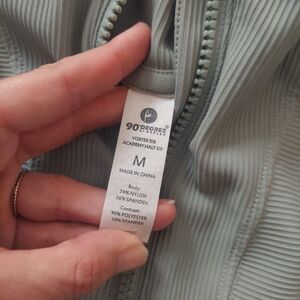 90°DEGREE
BY REFLEX
VORTEX RIB
ACADEMY HALF ZIP
M
MADE IN CHINA
Body:
74% NYLON
26% SPANDEX
Contrast:
90% POLYESTER
10% SPANDEX